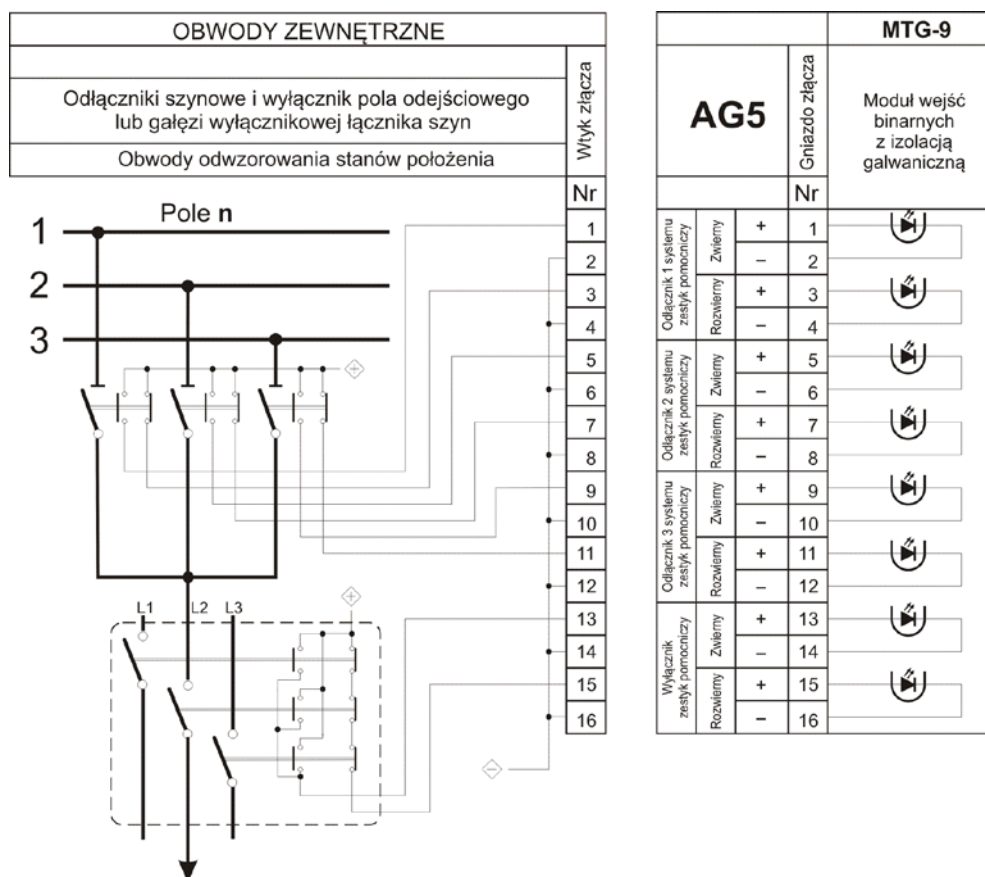 OBWODY ZEWNĘTRZNE
Odłączniki szynowe i wyłącznik pola odejściowego
lub gałęzi wyłącznikowej łącznika szyn
Obwody odwzorowania stanów położenia
Wtyk złącza
Nr
Pole n
1
2
3
+
L1
L2
L3
+
–
1
2
3
4
5
6
7
8
9
10
11
12
13
14
15
16
MTG-9
AG5
Gniazdo złącza
Moduł wejść
binarnych
z izolacją
galwaniczną
Nr
Odłącznik 1 systemu
zestyk pomocniczy
Zwierny
+ 1
– 2
Rozwierny
+ 3
– 4
Odłącznik 2 systemu
zestyk pomocniczy
Zwierny
+ 5
– 6
Rozwierny
+ 7
– 8
Odłącznik 3 systemu
zestyk pomocniczy
Zwierny
+ 9
– 10
Rozwierny
+ 11
– 12
Wyłącznik
zestyk pomocniczy
Zwierny
+ 13
– 14
Rozwierny
+ 15
– 16